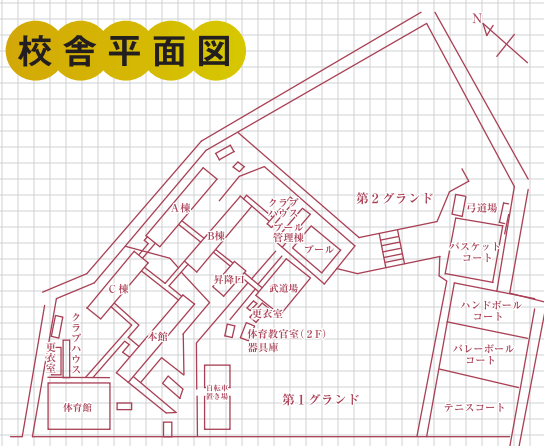 校舎平面図
N
第2グランド
クラブ
ハウス
プール
管理棟
プール
弓道場
A棟
B棟
バスケット
コート
昇降口
武道場
C棟
ハンドボール
コート
更衣室
クラブハウス
更衣室
本館
体育教官室(2F)
器具庫
バレーボール
コート
自転車
置き場
第1グランド
体育館
テニスコート